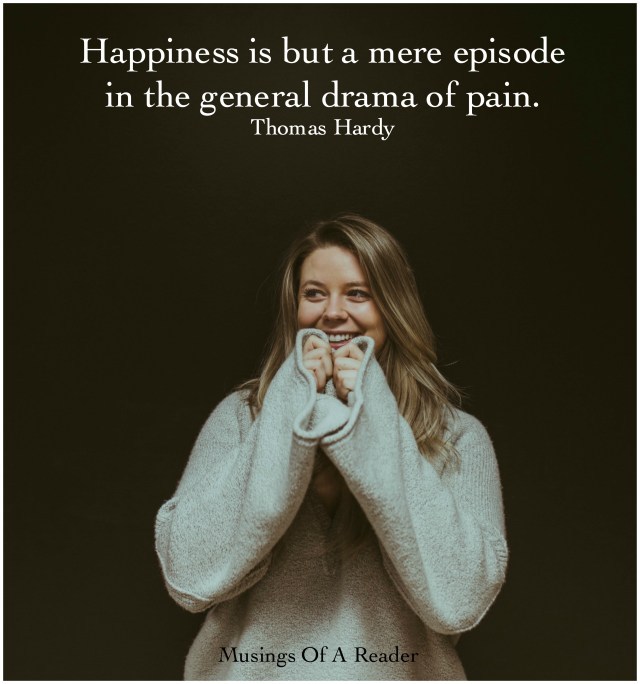 Happiness is but a mere episode
in the general drama of pain.
Thomas Hardy
Musings Of A Reader